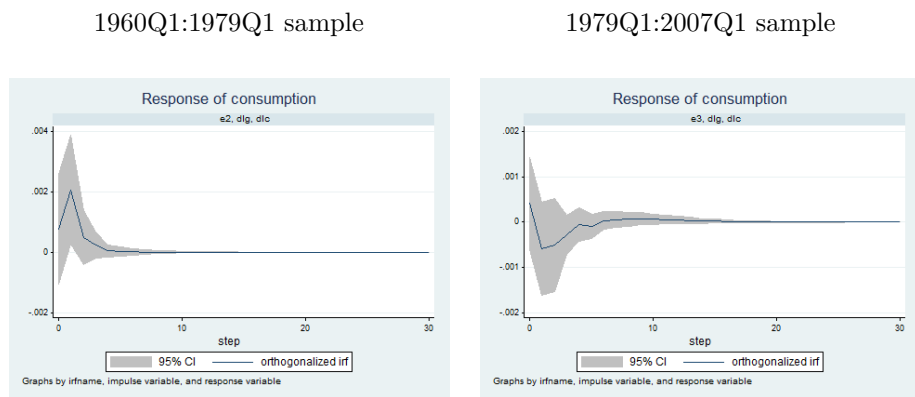 1960Q1:1979Q1 sample
1979Q1:2007Q1 sample
Response of consumption
e2, dlg, dlc
.004
.002
0
-.002
0
10
20
30
step
95% CI
orthogonalized irf
Graphs by irfname, impulse variable, and response variable
Response of consumption
e3, dlg, dlc
.002
.001
0
-.001
-.002
0
10
20
30
step
95% CI
orthogonalized irf
Graphs by irfname, impulse variable, and response variable